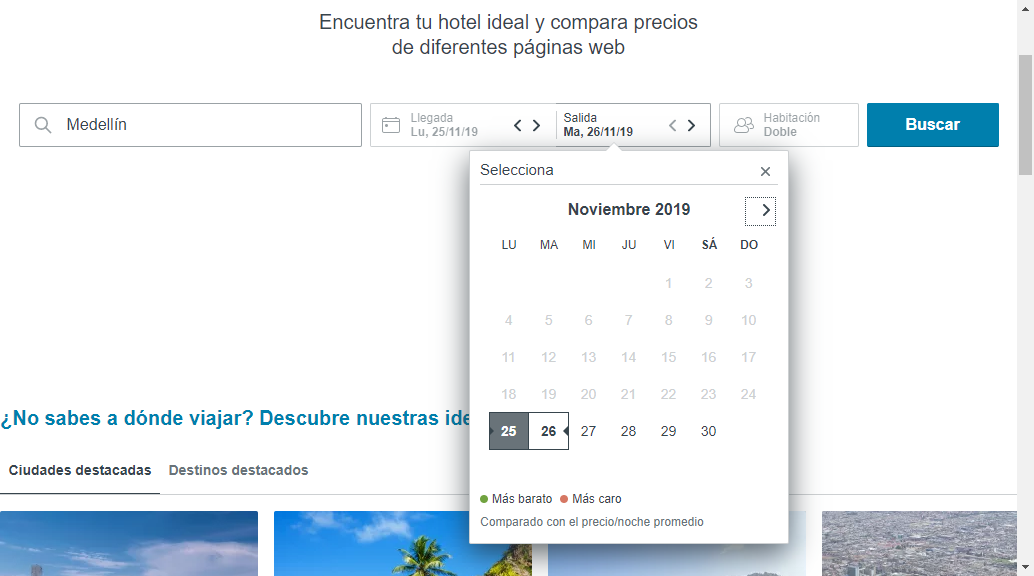 Encuentra tu hotel ideal y compara precios
de diferentes páginas web
Medellín
Llegada
Lu, 25/11/19
Salida
Ma, 26/11/19
Habitación
Doble
Buscar
Selecciona
Noviembre 2019
LU MA MI JU VI SÁ DO
1 2 3
4 5 6 7 8 9 10
11 12 13 14 15 16 17
18 19 20 21 22 23 24
25 26 27 28 29 30
Más barato Más caro
Comparado con el precio/noche promedio
¿No sabes a dónde viajar? Descubre nuestras ide
Ciudades destacadas Destinos destacados